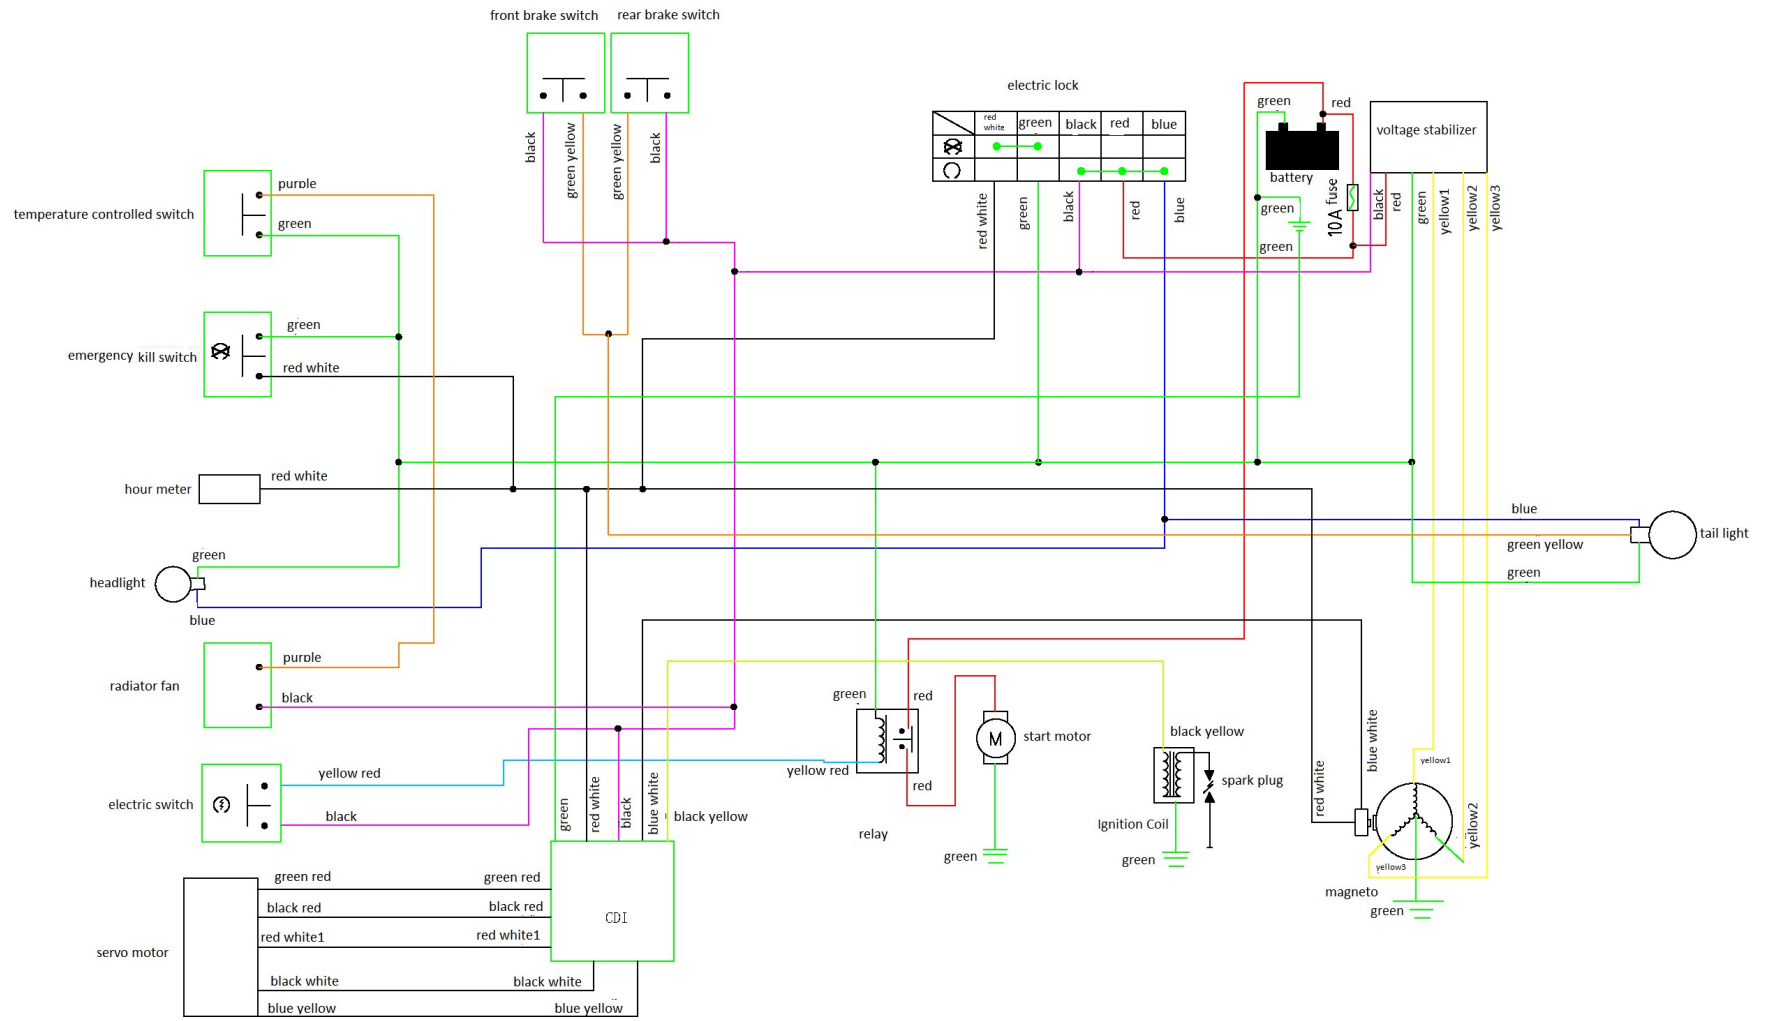 front brake switch
rear brake switch
electric lock
red white
green
black
red
blue
green
red
battery
10A fuse
voltage stabilizer
black
green yellow
green yellow
black
red white
green
black
red
blue
green
green
black
red
green
yellow1
yellow2
yellow3
temperature controlled switch
purple
green
emergency kill switch
green
red white
hour meter
red white
headlight
green
blue
blue
green yellow
green
tail light
radiator fan
purple
black
electric switch
yellow red
black
green
red
yellow red
red
relay
start motor
M
green
black yellow
spark plug
Ignition Coil
green
red white
blue white
yellow1
yellow2
yellow3
magneto
green
green
red white
black
blue white
black yellow
CDI
servo motor
green red
green red
black red
black red
red white1
red white1
black white
black white
blue yellow
blue yellow